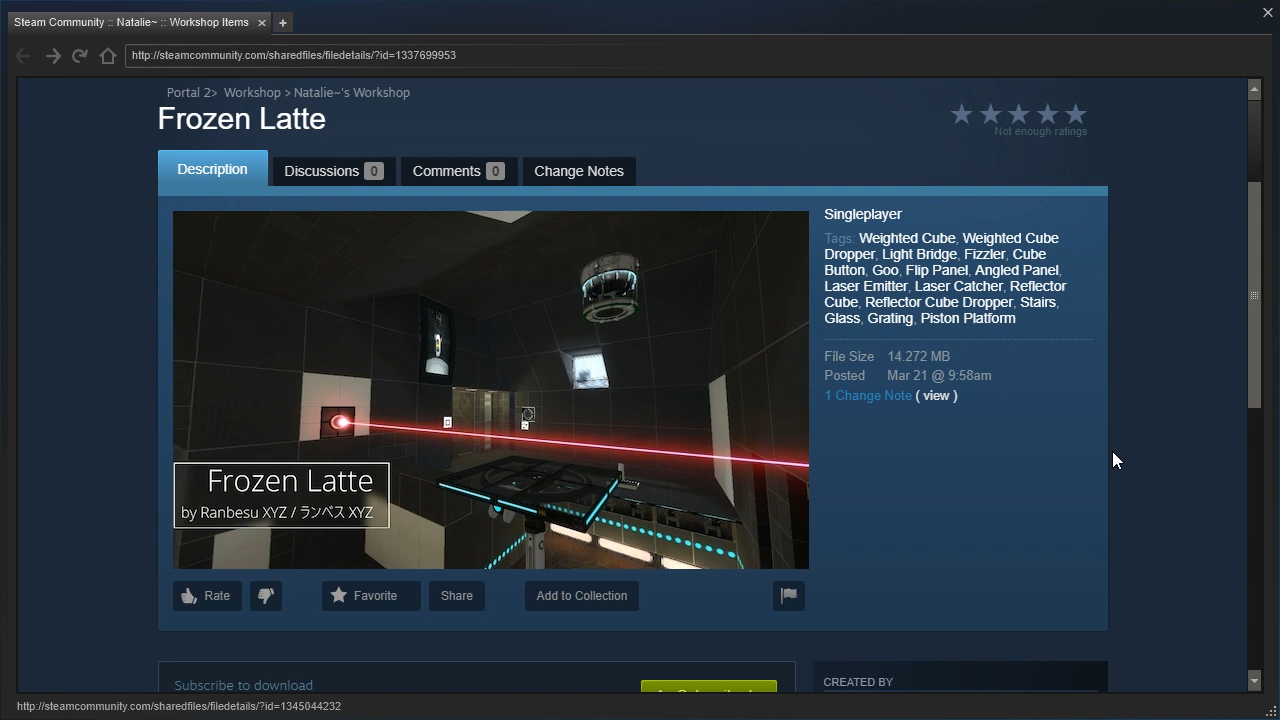 Steam Community :: Natalie~ :: Workshop Items
http://steamcommunity.com/sharedfiles/filedetails/?id=1337699953
Portal 2> Workshop > Natalie~'s Workshop
Frozen Latte
Not enough ratings
Description
Discussions 0
Comments 0
Change Notes
Singleplayer
Tags: Weighted Cube, Weighted Cube
Dropper, Light Bridge, Fizzler, Cube
Button, Goo, Flip Panel, Angled Panel,
Laser Emitter, Laser Catcher, Reflector
Cube, Reflector Cube Dropper, Stairs,
Glass, Grating, Piston Platform
File Size 14.272 MB
Posted Mar 21 @ 9:58am
1 Change Note ( view )
Frozen Latte
by Ranbesu XYZ / ランベス XYZ
Rate
Favorite
Share
Add to Collection
Subscribe to download
CREATED BY
http://steamcommunity.com/sharedfiles/filedetails/?id=1345044232